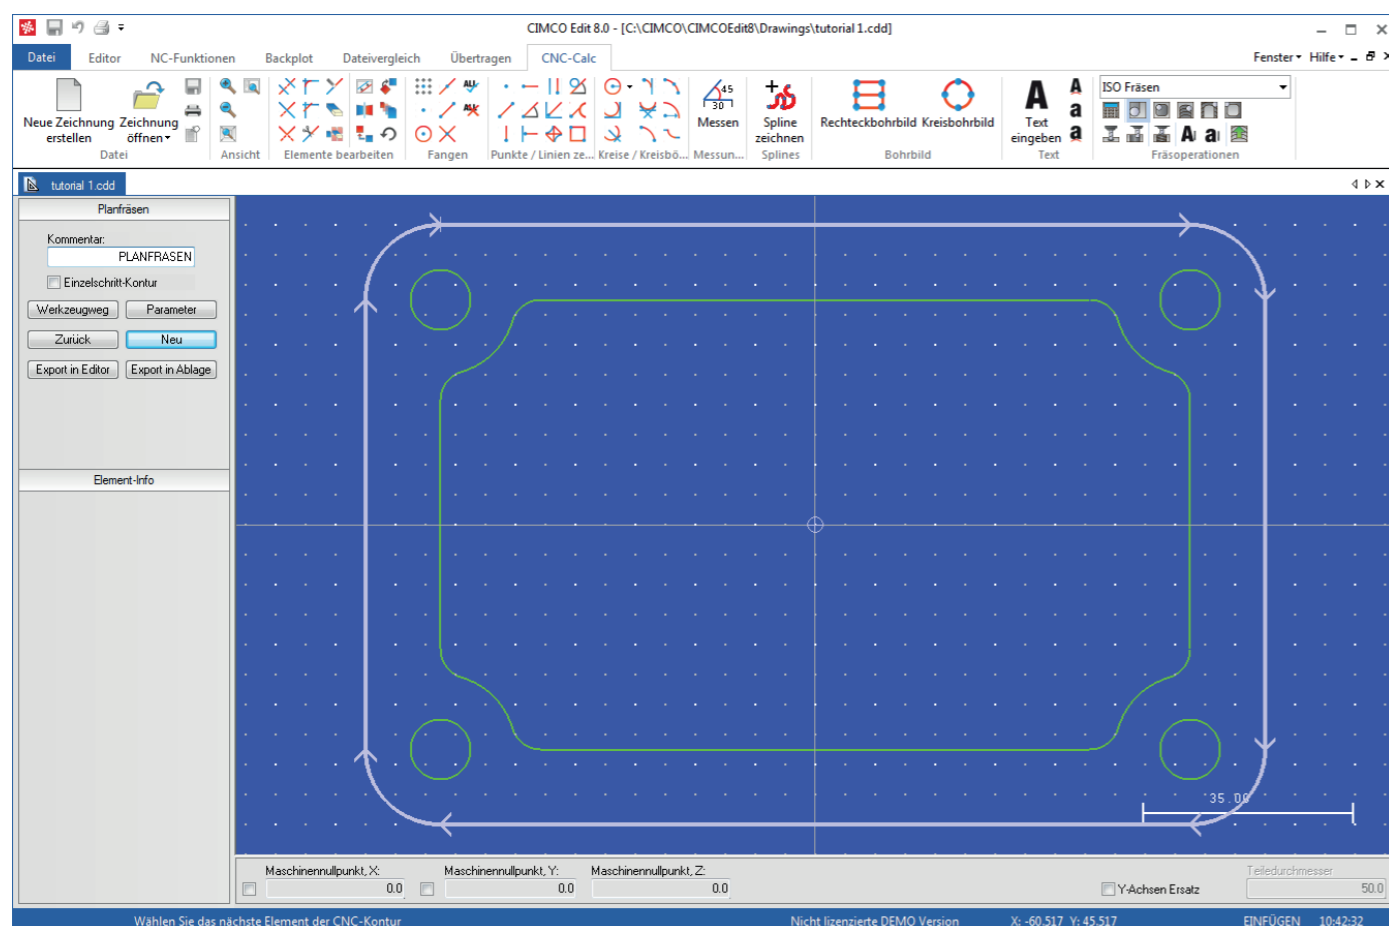 CIMCO Edit 8.0 - [C:\CIMCO\CIMCOEdit8\Drawings\tutorial 1.cdd]
Datei Editor NC-Funktionen Backplot Dateivergleich Übertragen CNC-Calc Fenster Hilfe
Neue Zeichnung erstellen
Zeichnung öffnen
Datei
Ansicht
Elemente bearbeiten
Fangen
Punkte / Linien ze...
Kreise / Kreisbö...
45
30
Messen
Messun...
Spline zeichnen
Splines
Rechteckbohrbild Kreisbohrbild
Bohrbild
A
Text eingeben
A
a
a
Text
ISO Fräsen
Fräsoperationen
tutorial 1.cdd
Planfräsen
Kommentar:
PLANFRASEN
Einzelschritt-Kontur
Werkzeugweg Parameter
Zurück Neu
Export in Editor Export in Ablage
Element-Info
35.00
Maschinennullpunkt, X: Maschinennullpunkt, Y: Maschinennullpunkt, Z: Teiledurchmesser
0.0 0.0 0.0 Y-Achsen Ersatz 50.0
Wählen Sie das nächste Element der CNC-Kontur Nicht lizenzierte DEMO Version X: -60.517 Y: 45.517 EINFÜGEN 10:42:32